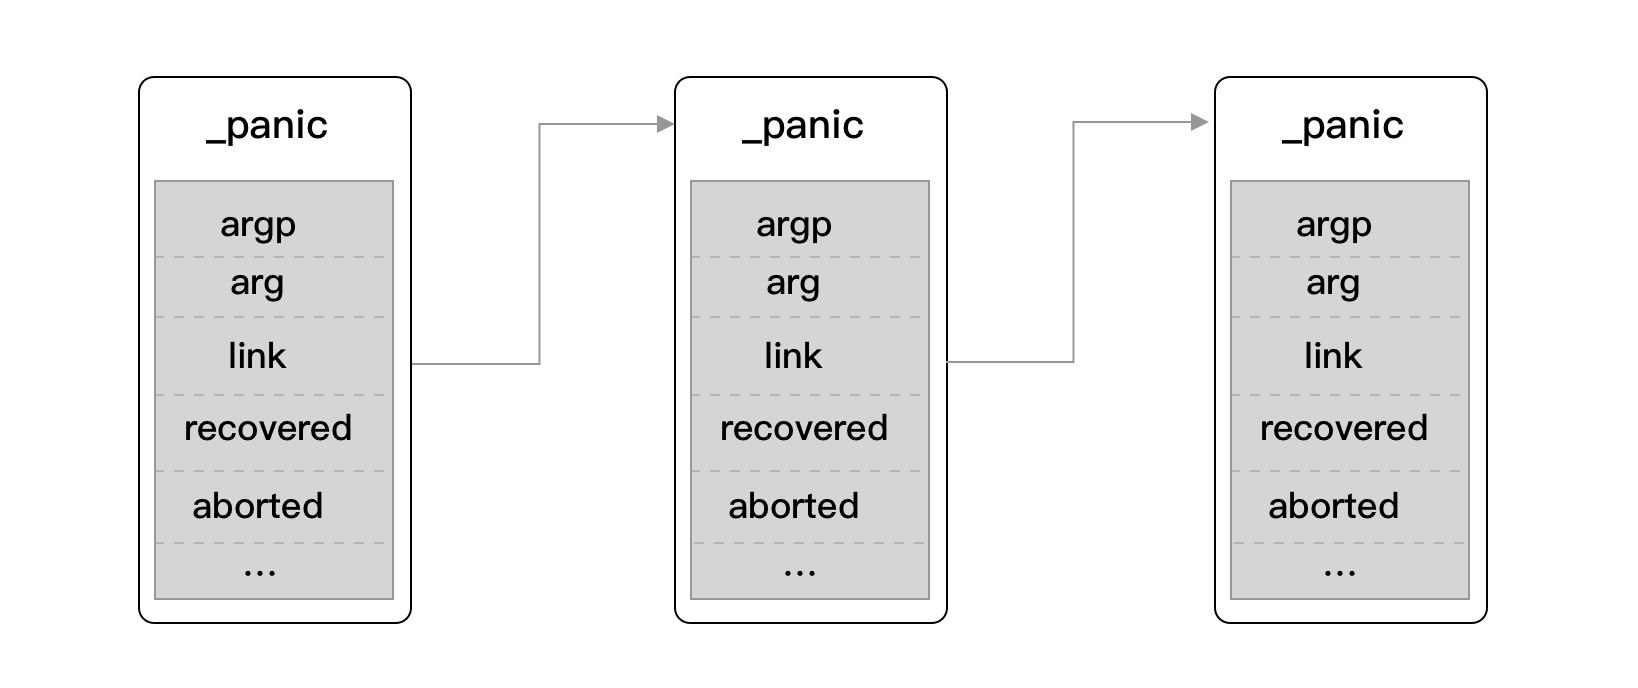 _panic
argp
arg
link
recovered
aborted
...
_panic
argp
arg
link
recovered
aborted
...
_panic
argp
arg
link
recovered
aborted
...